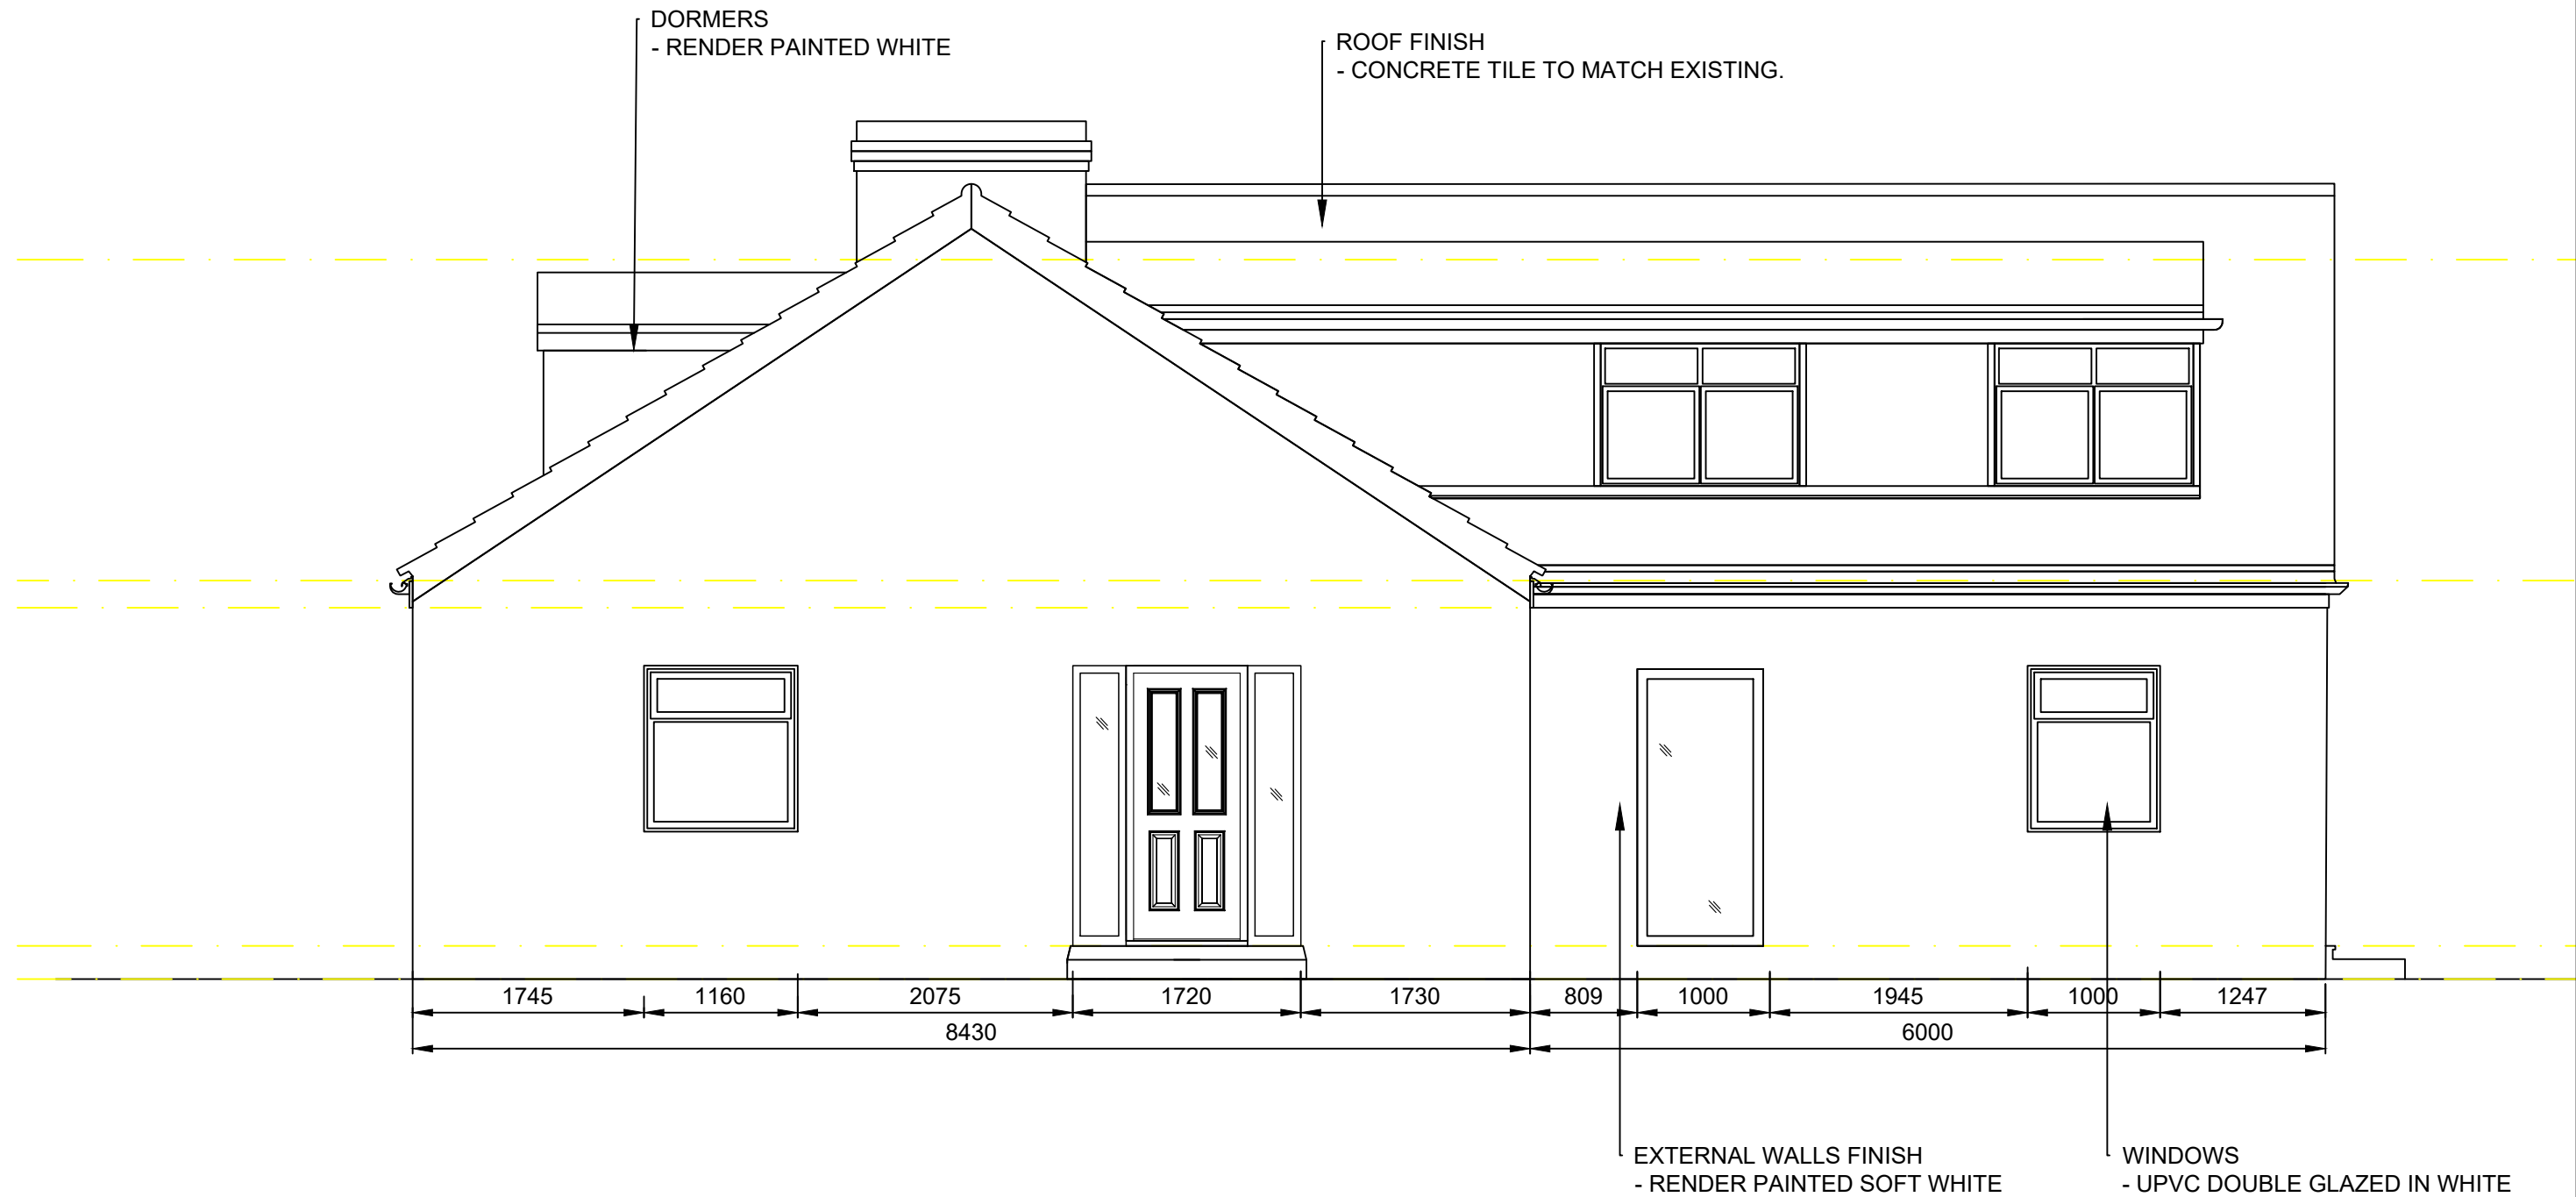 DORMERS
- RENDER PAINTED WHITE
ROOF FINISH
- CONCRETE TILE TO MATCH EXISTING.
1745 1160 2075 1720 1730 809 1000 1945 1000 1247
8430 6000
EXTERNAL WALLS FINISH
- RENDER PAINTED SOFT WHITE
WINDOWS
- UPVC DOUBLE GLAZED IN WHITE